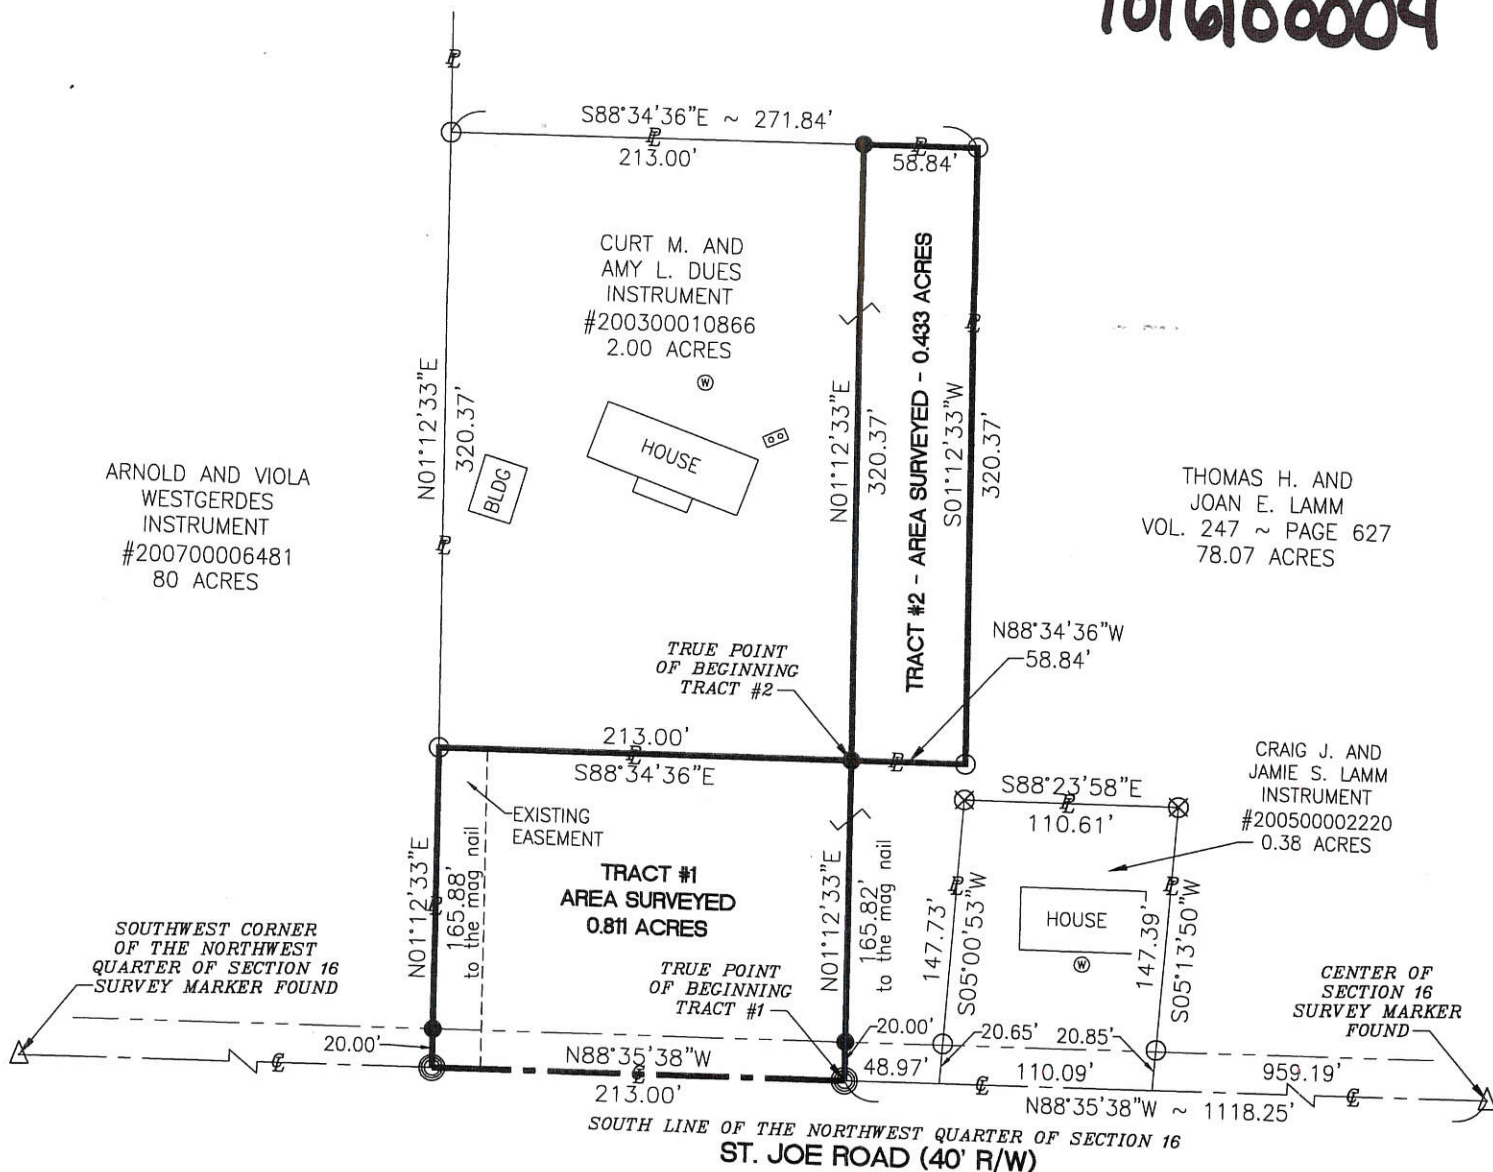 1016100004
S88°34'36"E ~ 271.84'
213.00'
58.84'
CURT M. AND
AMY L. DUES
INSTRUMENT
#200300010866
2.00 ACRES
W
HOUSE
BLDG
N01°12'33"E
320.37'
N01°12'33"E
320.37'
TRACT #2 - AREA SURVEYED - 0.433 ACRES
S01°12'33"W
320.37'
ARNOLD AND VIOLA
WESTGERDES
INSTRUMENT
#200700006481
80 ACRES
THOMAS H. AND
JOAN E. LAMM
VOL. 247 ~ PAGE 627
78.07 ACRES
N88°34'36"W
58.84'
TRUE POINT
OF BEGINNING
TRACT #2
213.00'
S88°34'36"E
EXISTING
EASEMENT
N01°12'33"E
165.88'
to the mag nail
TRACT #1
AREA SURVEYED
0.811 ACRES
N01°12'33"E
165.82'
to the mag nail
CRAIG J. AND
JAMIE S. LAMM
INSTRUMENT
#200500002220
0.38 ACRES
S88°23'58"E
110.61'
147.73'
S05°00'53"W
HOUSE
W
147.39'
S05°13'50"W
SOUTHWEST CORNER
OF THE NORTHWEST
QUARTER OF SECTION 16
SURVEY MARKER FOUND
TRUE POINT
OF BEGINNING
TRACT #1
CENTER OF
SECTION 16
SURVEY MARKER
FOUND
20.00'
N88°35'38"W
213.00'
20.00'
20.65'
20.85'
48.97'
110.09'
959.19'
N88°35'38"W ~ 1118.25'
SOUTH LINE OF THE NORTHWEST QUARTER OF SECTION 16
ST. JOE ROAD (40' R/W)